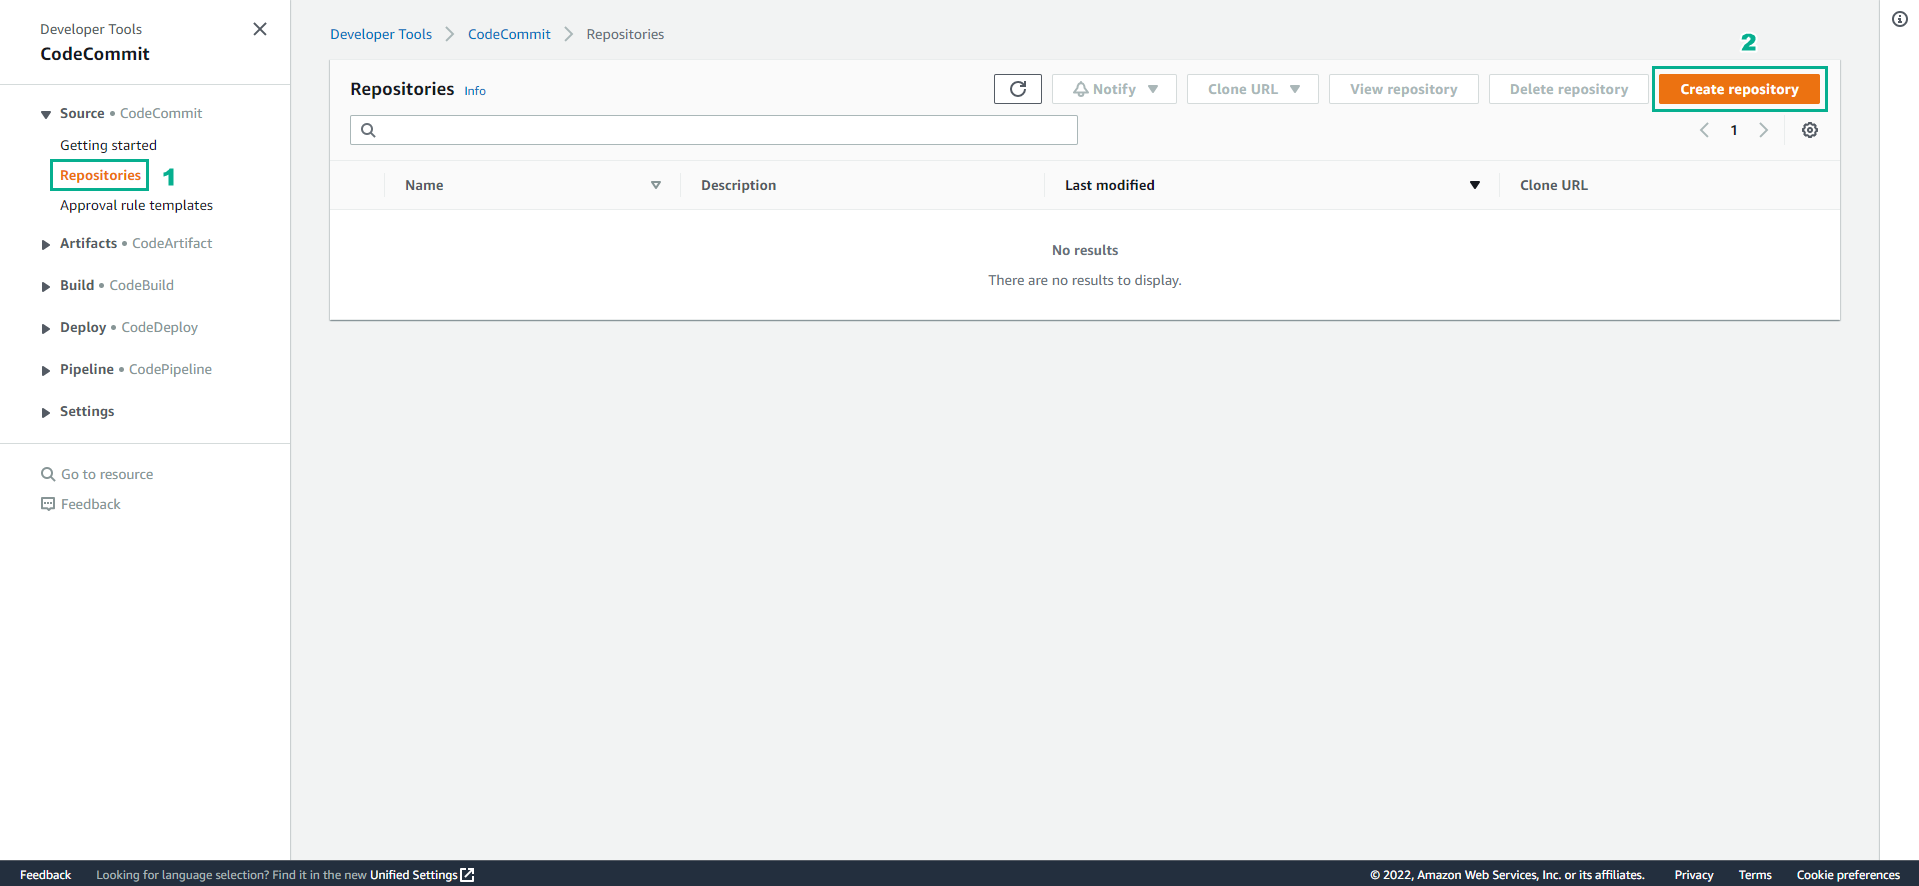 Developer Tools
CodeCommit
Source • CodeCommit
Getting started
Repositories 1
Approval rule templates
Artifacts • CodeArtifact
Build • CodeBuild
Deploy • CodeDeploy
Pipeline • CodePipeline
Settings
Go to resource
Feedback
Developer Tools CodeCommit Repositories
2
Repositories Info Notify Clone URL View repository Delete repository Create repository
1
Name Description Last modified Clone URL
No results
There are no results to display.
Feedback Looking for language selection? Find it in the new Unified Settings © 2022, Amazon Web Services, Inc. or its affiliates. Privacy Terms Cookie preferences